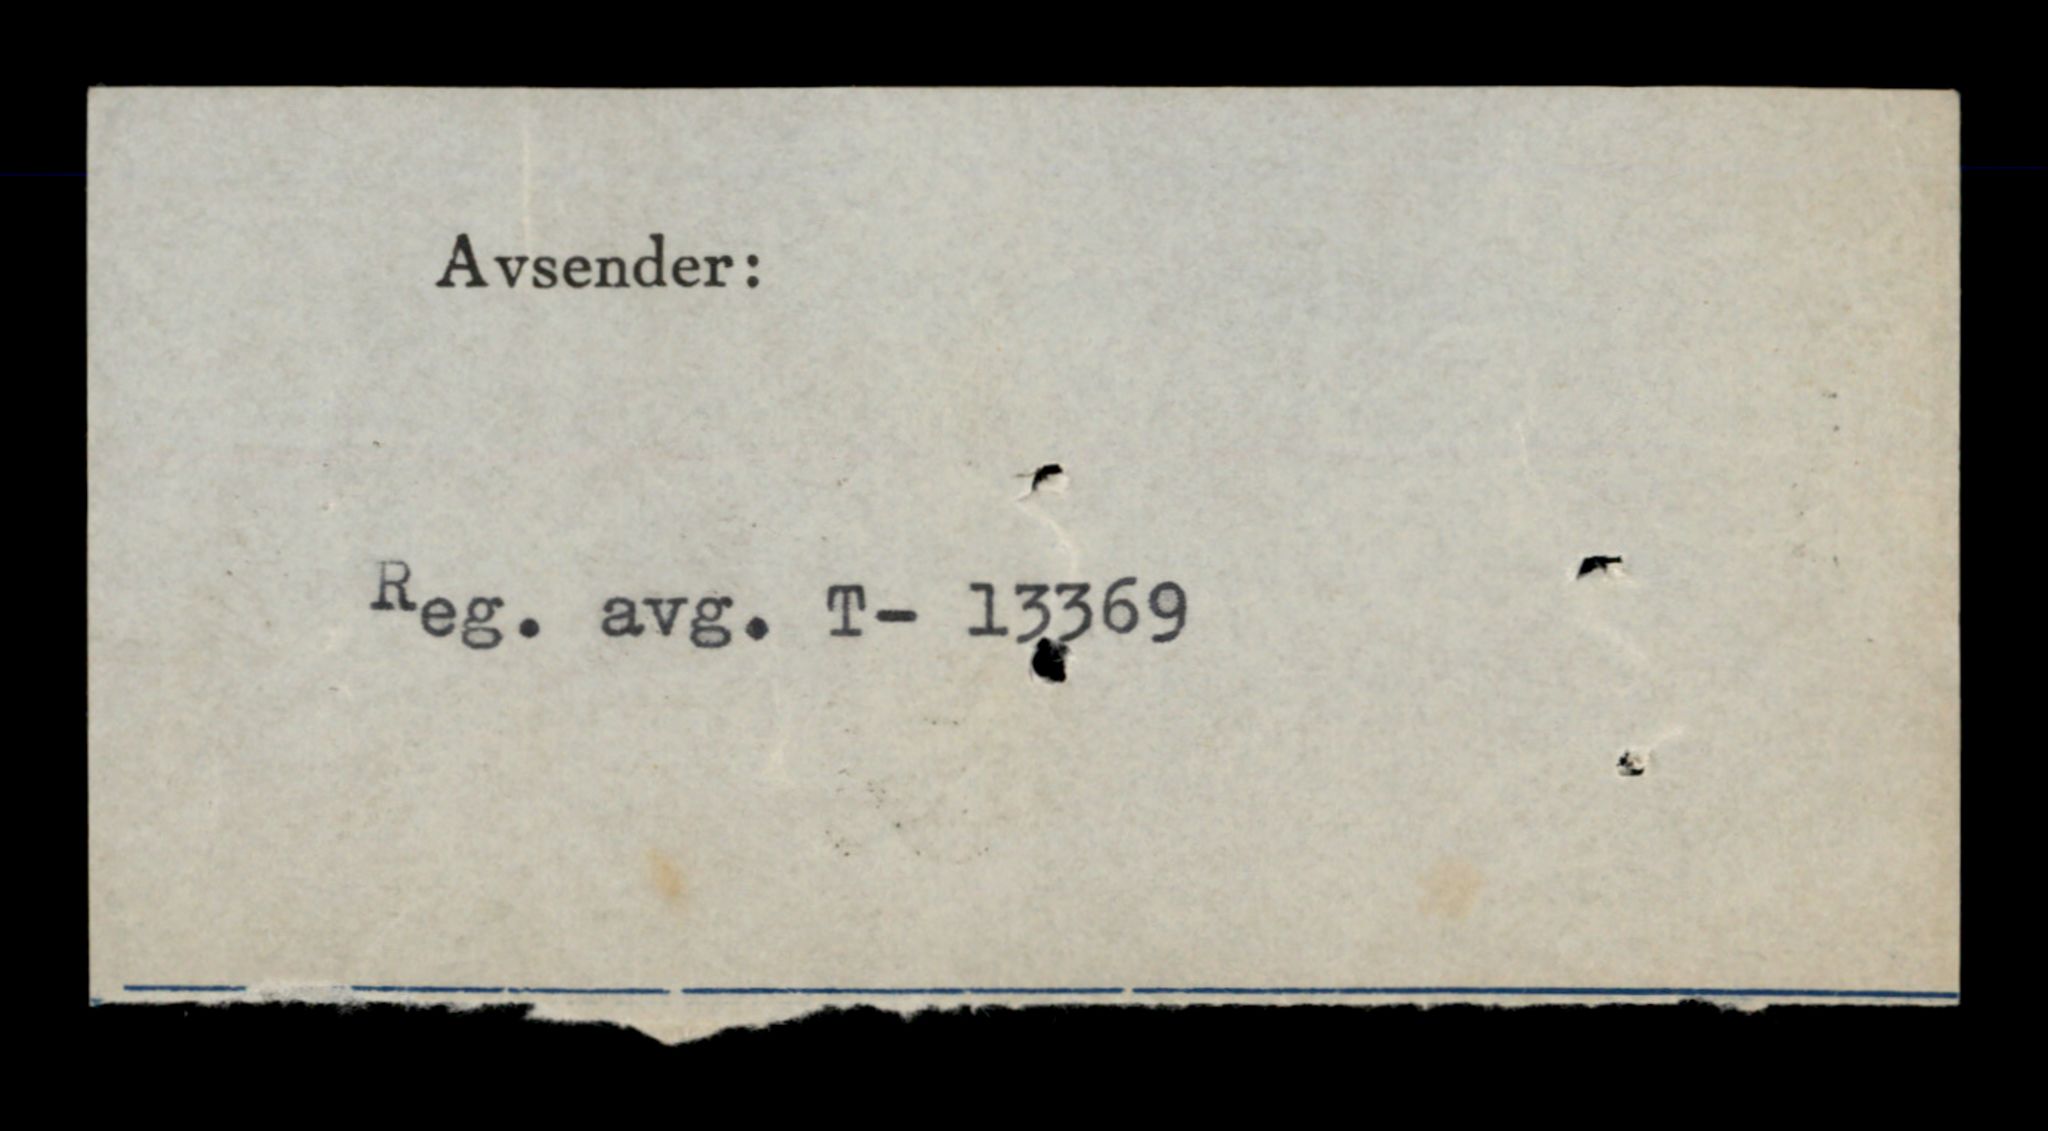 Avsender:
Reg. avg. T- 13369